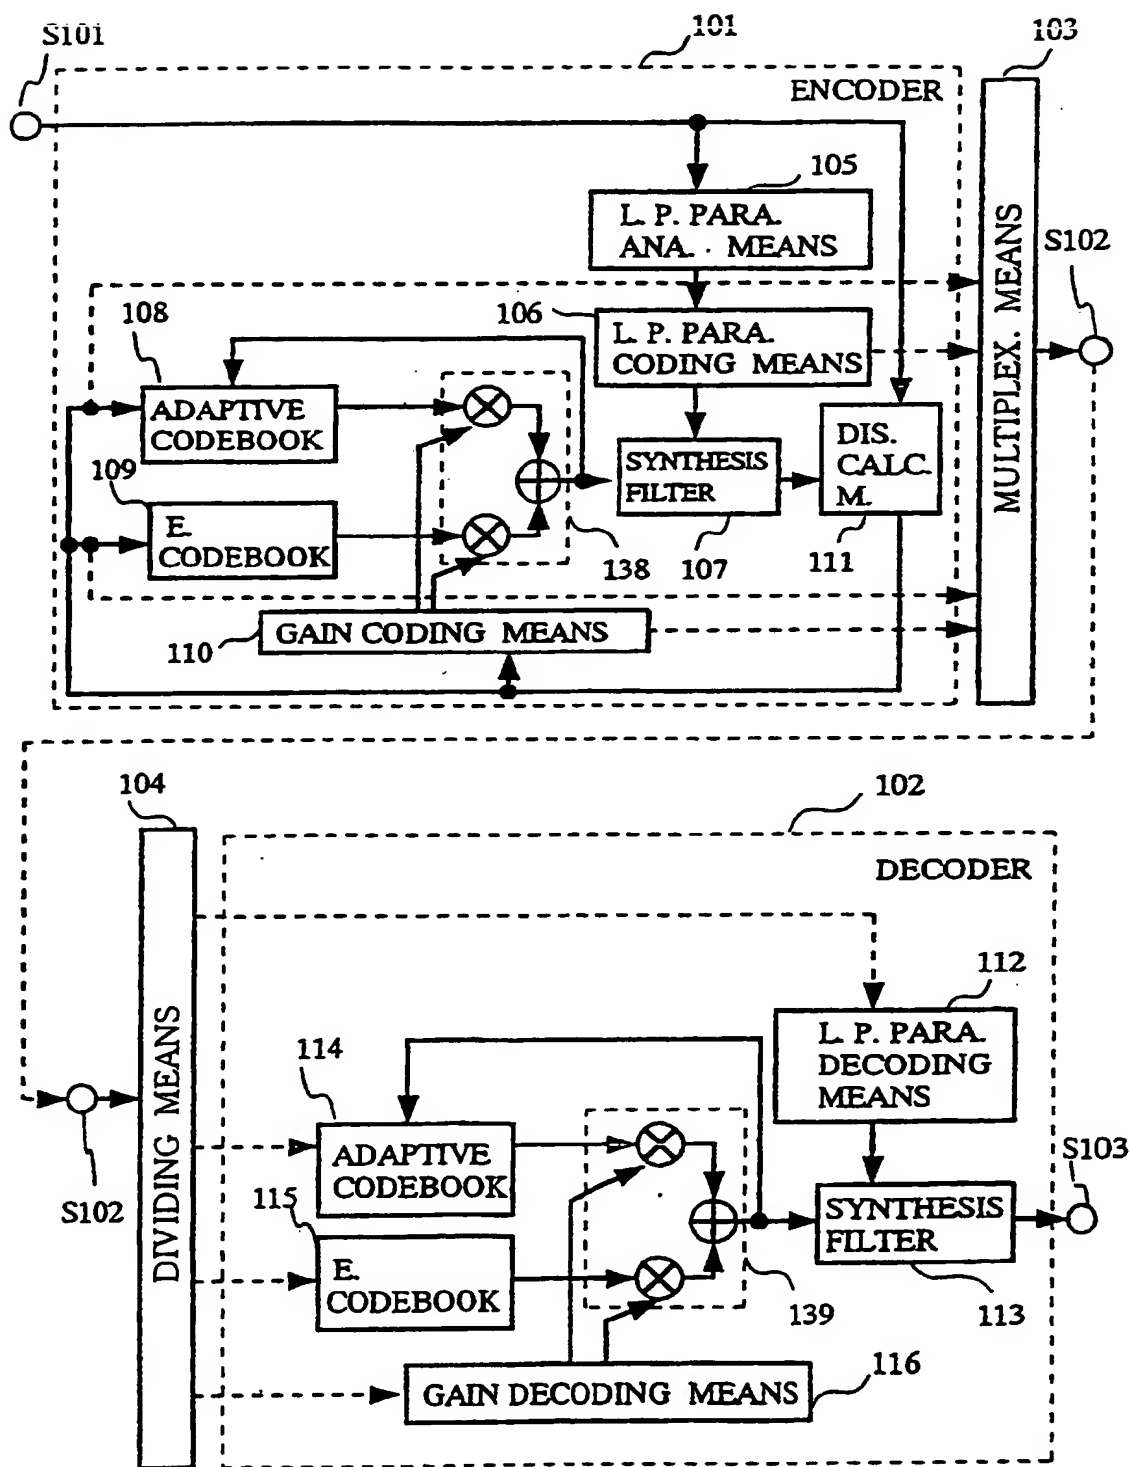 S101
101
103
ENCODER
105
L. P. PARA.
ANA. MEANS
S102
MULTIPLEX. MEANS
108
106
L. P. PARA.
CODING MEANS
ADAPTIVE
CODEBOOK
SYNTHESIS
FILTER
DIS.
CALC.
M.
109
E.
CODEBOOK
138
107
111
GAIN CODING MEANS
110
104
102
DECODER
112
L. P. PARA.
DECODING
MEANS
DIVIDING MEANS
114
ADAPTIVE
CODEBOOK
S103
S102
115
SYNTHESIS
FILTER
E.
CODEBOOK
139
113
116
GAIN DECODING MEANS